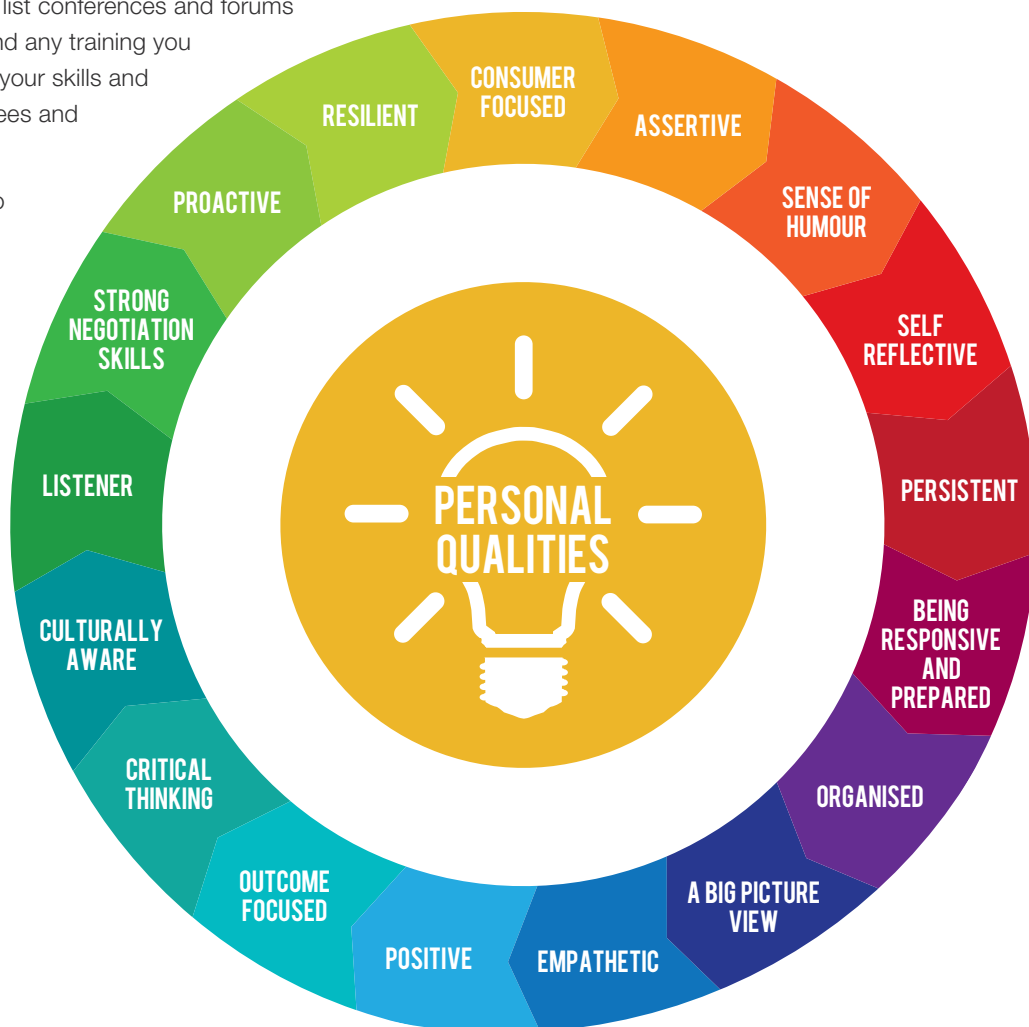 list conferences and forums
nd any training you
your skills and
ees and
o
CONSUMER
FOCUSED
ASSERTIVE
SENSE OF
HUMOUR
SELF
REFLECTIVE
PERSISTENT
BEING
RESPONSIVE
AND
PREPARED
ORGANISED
A BIG PICTURE
VIEW
EMPATHETIC
POSITIVE
OUTCOME
FOCUSED
CRITICAL
THINKING
CULTURALLY
AWARE
LISTENER
STRONG
NEGOTIATION
SKILLS
PROACTIVE
RESILIENT
PERSONAL
QUALITIES